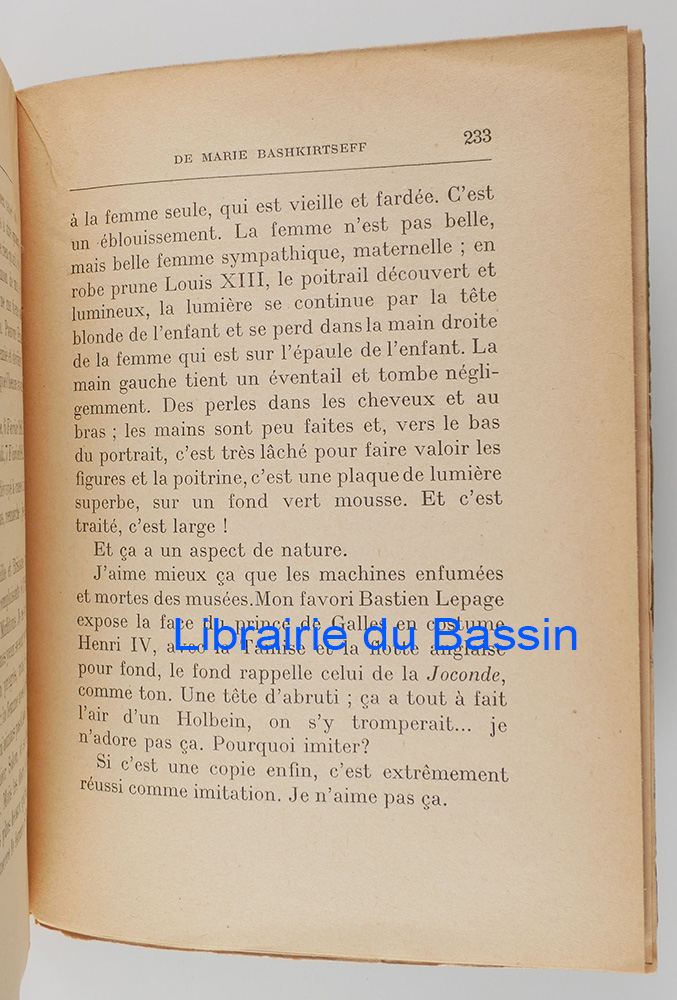 DE MARIE BASHKIRTSEFF
233
à la femme seule, qui est vieille et fardée. C'est
un éblouissement. La femme n'est pas belle,
mais belle femme sympathique, maternelle ; en
robe prune Louis XIII, le poitrail découvert et
lumineux, la lumière se continue par la tête
blonde de l'enfant et se perd dans la main droite
de la femme qui est sur l'épaule de l'enfant. La
main gauche tient un éventail et tombe négli-
gemment. Des perles dans les cheveux et au
bras ; les mains sont peu faites et, vers le bas
du portrait, c'est très lâché pour faire valoir les
figures et la poitrine, c'est une plaque de lumière
superbe, sur un fond vert mousse. Et c'est
traité, c'est large !
Et ça a un aspect de nature.
J'aime mieux ça que les machines enfumées
et mortes des musées. Mon favori Bastien Lepage
expose la face du prince de Galles en costume
Henri IV, avec la Tamise et la flotte anglaise
Librairie du Bassin
pour fond, le fond rappelle celui de la Joconde,
comme ton. Une tête d'abruti ; ça a tout à fait
l'air d'un Holbein, on s'y tromperait... je
n'adore pas ça. Pourquoi imiter?
Si c'est une copie enfin, c'est extrêmement
réussi comme imitation. Je n'aime pas ça.